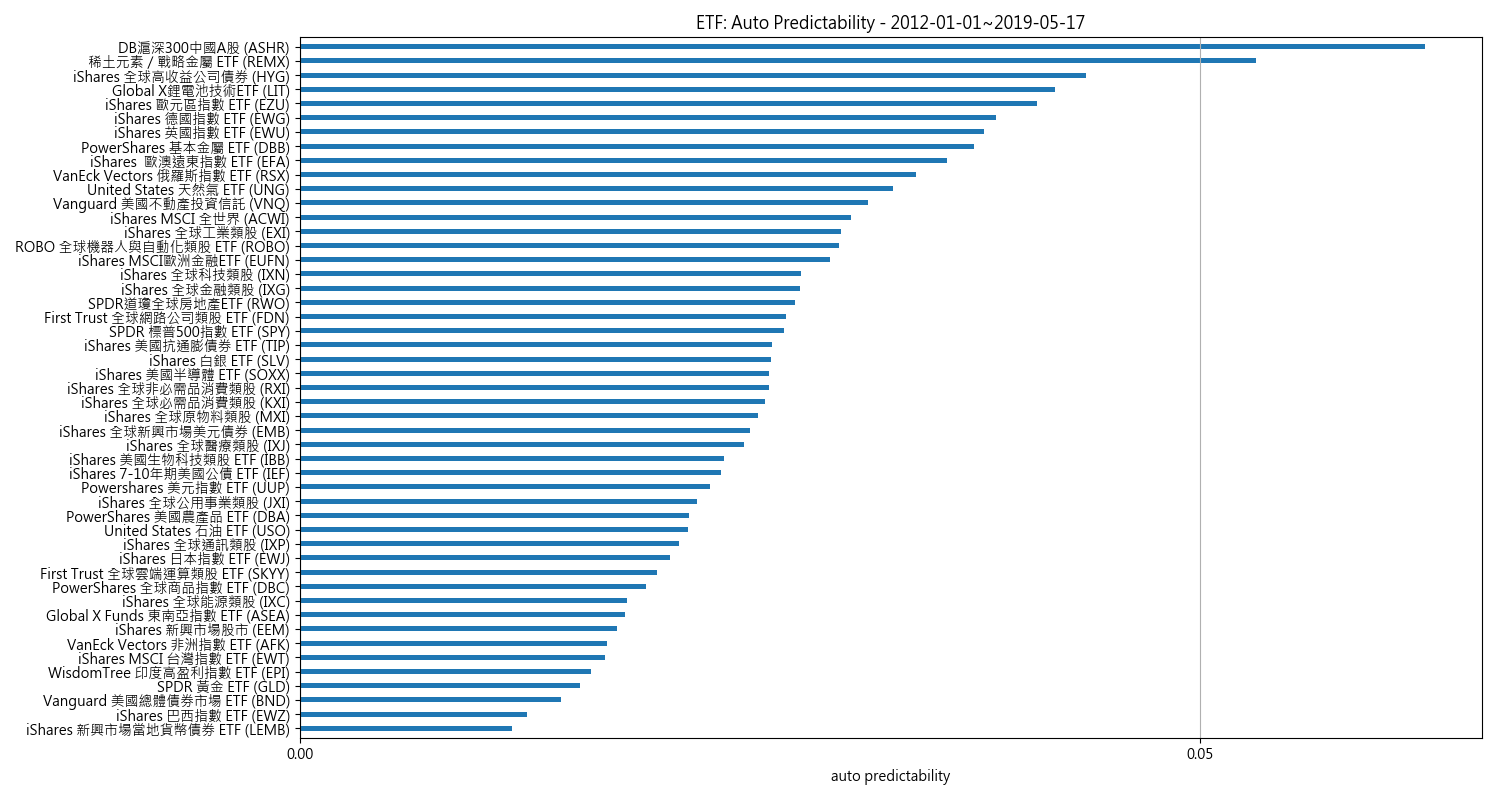 ETF: Auto Predictability - 2012-01-01~2019-05-17
DB滬深300中國A股 (ASHR)
稀土元素 / 戰略金屬 ETF (REMX)
iShares 全球高收益公司債券 (HYG)
Global X鋰電池技術ETF (LIT)
iShares 歐元區指數 ETF (EZU)
iShares 德國指數 ETF (EWG)
iShares 英國指數 ETF (EWU)
PowerShares 基本金屬 ETF (DBB)
iShares  歐澳遠東指數 ETF (EFA)
VanEck Vectors 俄羅斯指數 ETF (RSX)
United States 天然氣 ETF (UNG)
Vanguard 美國不動產投資信託 (VNQ)
iShares MSCI 全世界 (ACWI)
iShares 全球工業類股 (EXI)
ROBO 全球機器人與自動化類股 ETF (ROBO)
iShares MSCI歐洲金融ETF (EUFN)
iShares 全球科技類股 (IXN)
iShares 全球金融類股 (IXG)
SPDR道瓊全球房地產ETF (RWO)
First Trust 全球網路公司類股 ETF (FDN)
SPDR 標普500指數 ETF (SPY)
iShares 美國抗通膨債券 ETF (TIP)
iShares 白銀 ETF (SLV)
iShares 美國半導體 ETF (SOXX)
iShares 全球非必需品消費類股 (RXI)
iShares 全球必需品消費類股 (KXI)
iShares 全球原物料類股 (MXI)
iShares 全球新興市場美元債券 (EMB)
iShares 全球醫療類股 (IXJ)
iShares 美國生物科技類股 ETF (IBB)
iShares 7-10年期美國公債 ETF (IEF)
Powershares 美元指數 ETF (UUP)
iShares 全球公用事業類股 (JXI)
PowerShares 美國農產品 ETF (DBA)
United States 石油 ETF (USO)
iShares 全球通訊類股 (IXP)
iShares 日本指數 ETF (EWJ)
First Trust 全球雲端運算類股 ETF (SKYY)
PowerShares 全球商品指數 ETF (DBC)
iShares 全球能源類股 (IXC)
Global X Funds 東南亞指數 ETF (ASEA)
iShares 新興市場股市 (EEM)
VanEck Vectors 非洲指數 ETF (AFK)
iShares MSCI 台灣指數 ETF (EWT)
WisdomTree 印度高盈利指數 ETF (EPI)
SPDR 黃金 ETF (GLD)
Vanguard 美國總體債券市場 ETF (BND)
iShares 巴西指數 ETF (EWZ)
iShares 新興市場當地貨幣債券 ETF (LEMB)
0.00
0.05
auto predictability